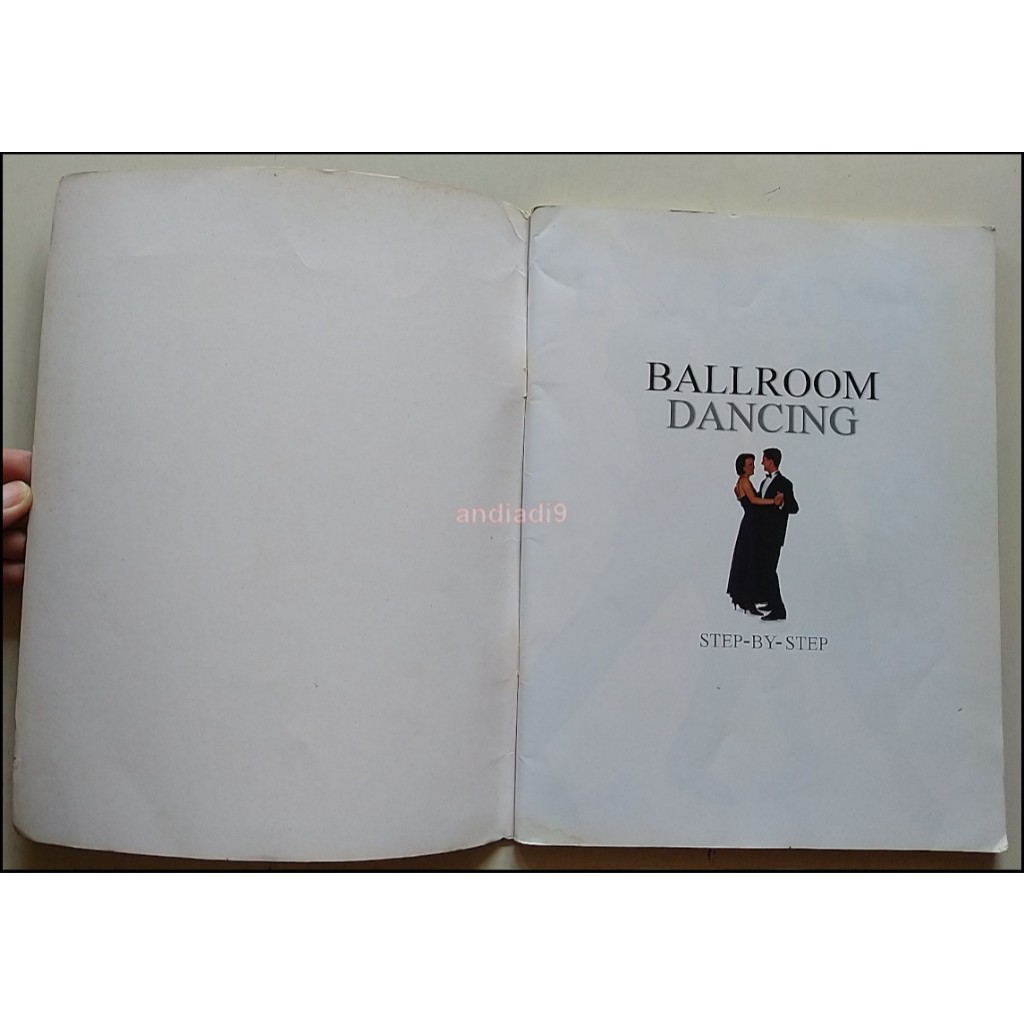 BALLROOM
DANCING
andiadi9
STEP-BY-STEP